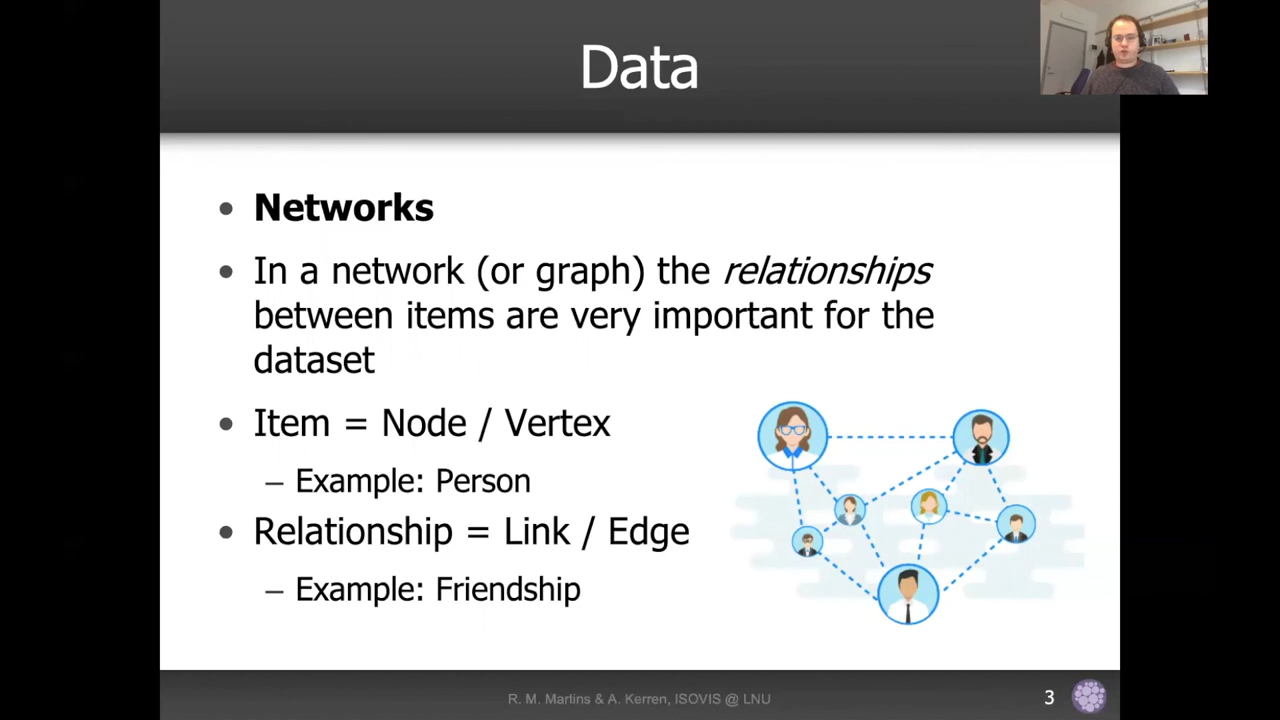 Data
• Networks
• In a network (or graph) the relationships
between items are very important for the
dataset
• Item = Node / Vertex
– Example: Person
• Relationship = Link / Edge
– Example: Friendship
R. M. Martins & A. Kerren, ISOVIS @ LNU
3